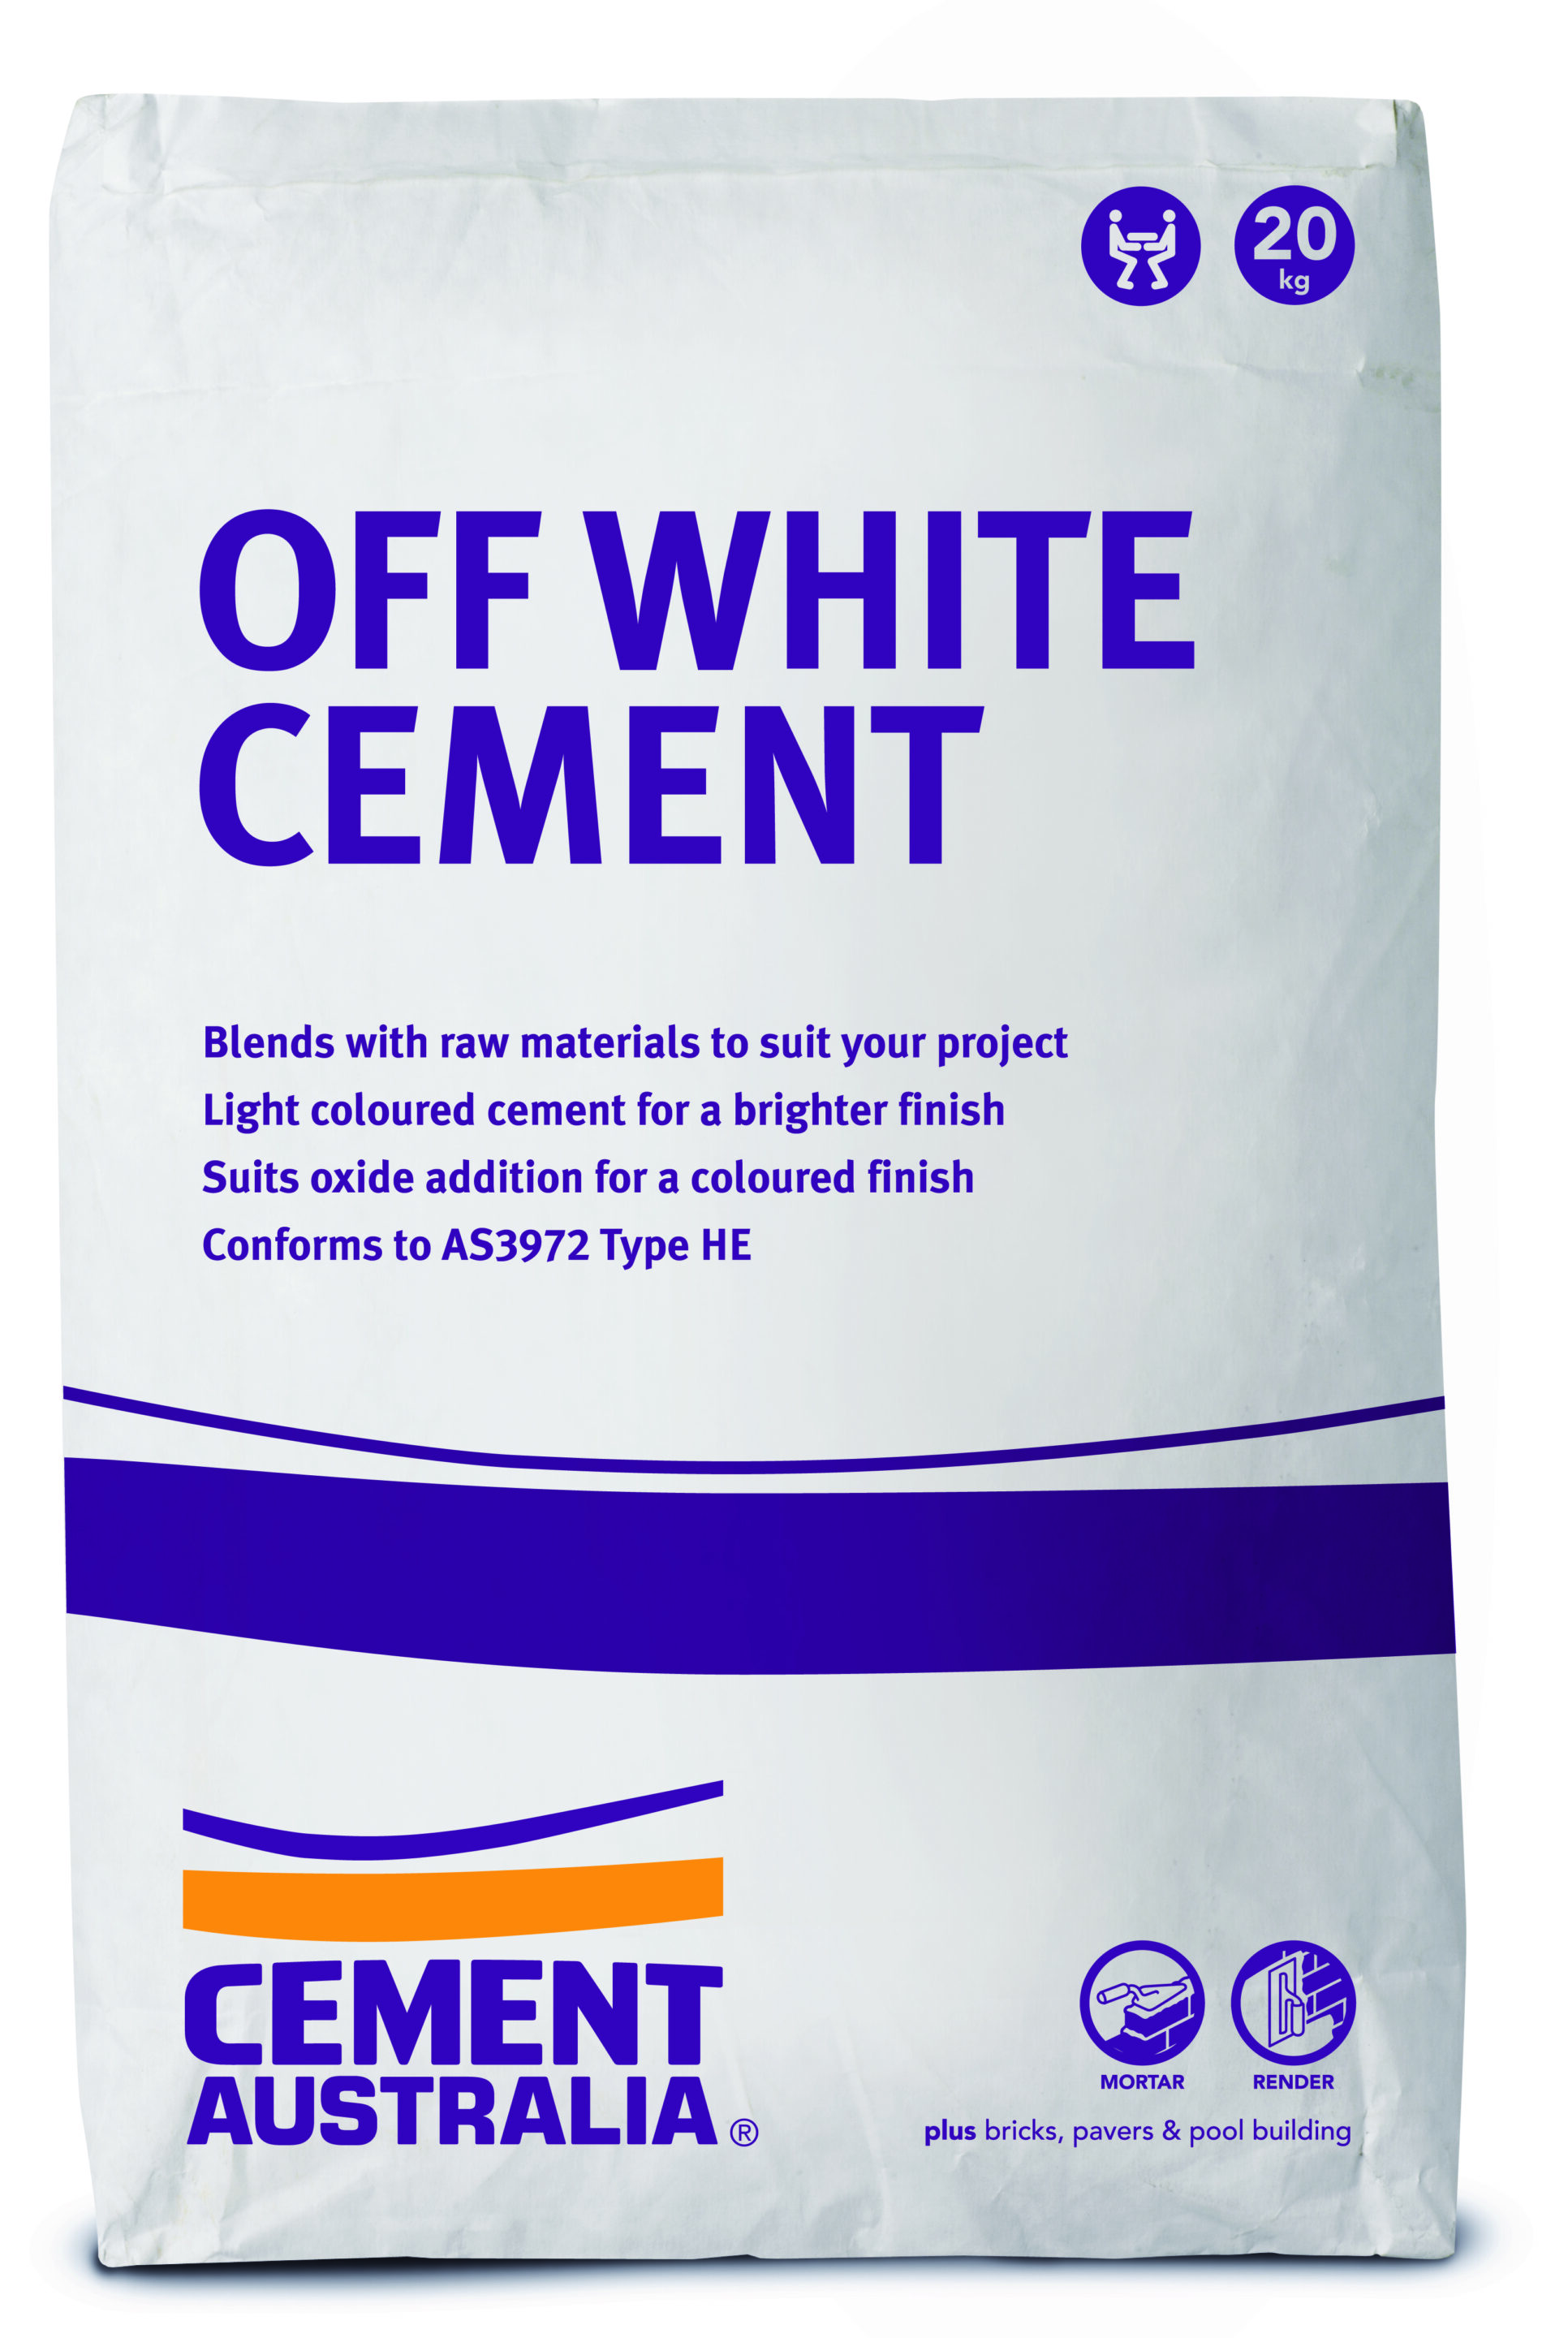 20
kg
OFF WHITE
CEMENT
Blends with raw materials to suit your project
Light coloured cement for a brighter finish
Suits oxide addition for a coloured finish
Conforms to AS3972 Type HE
CEMENT
AUSTRALIA ®
MORTAR RENDER
plus bricks, pavers & pool building